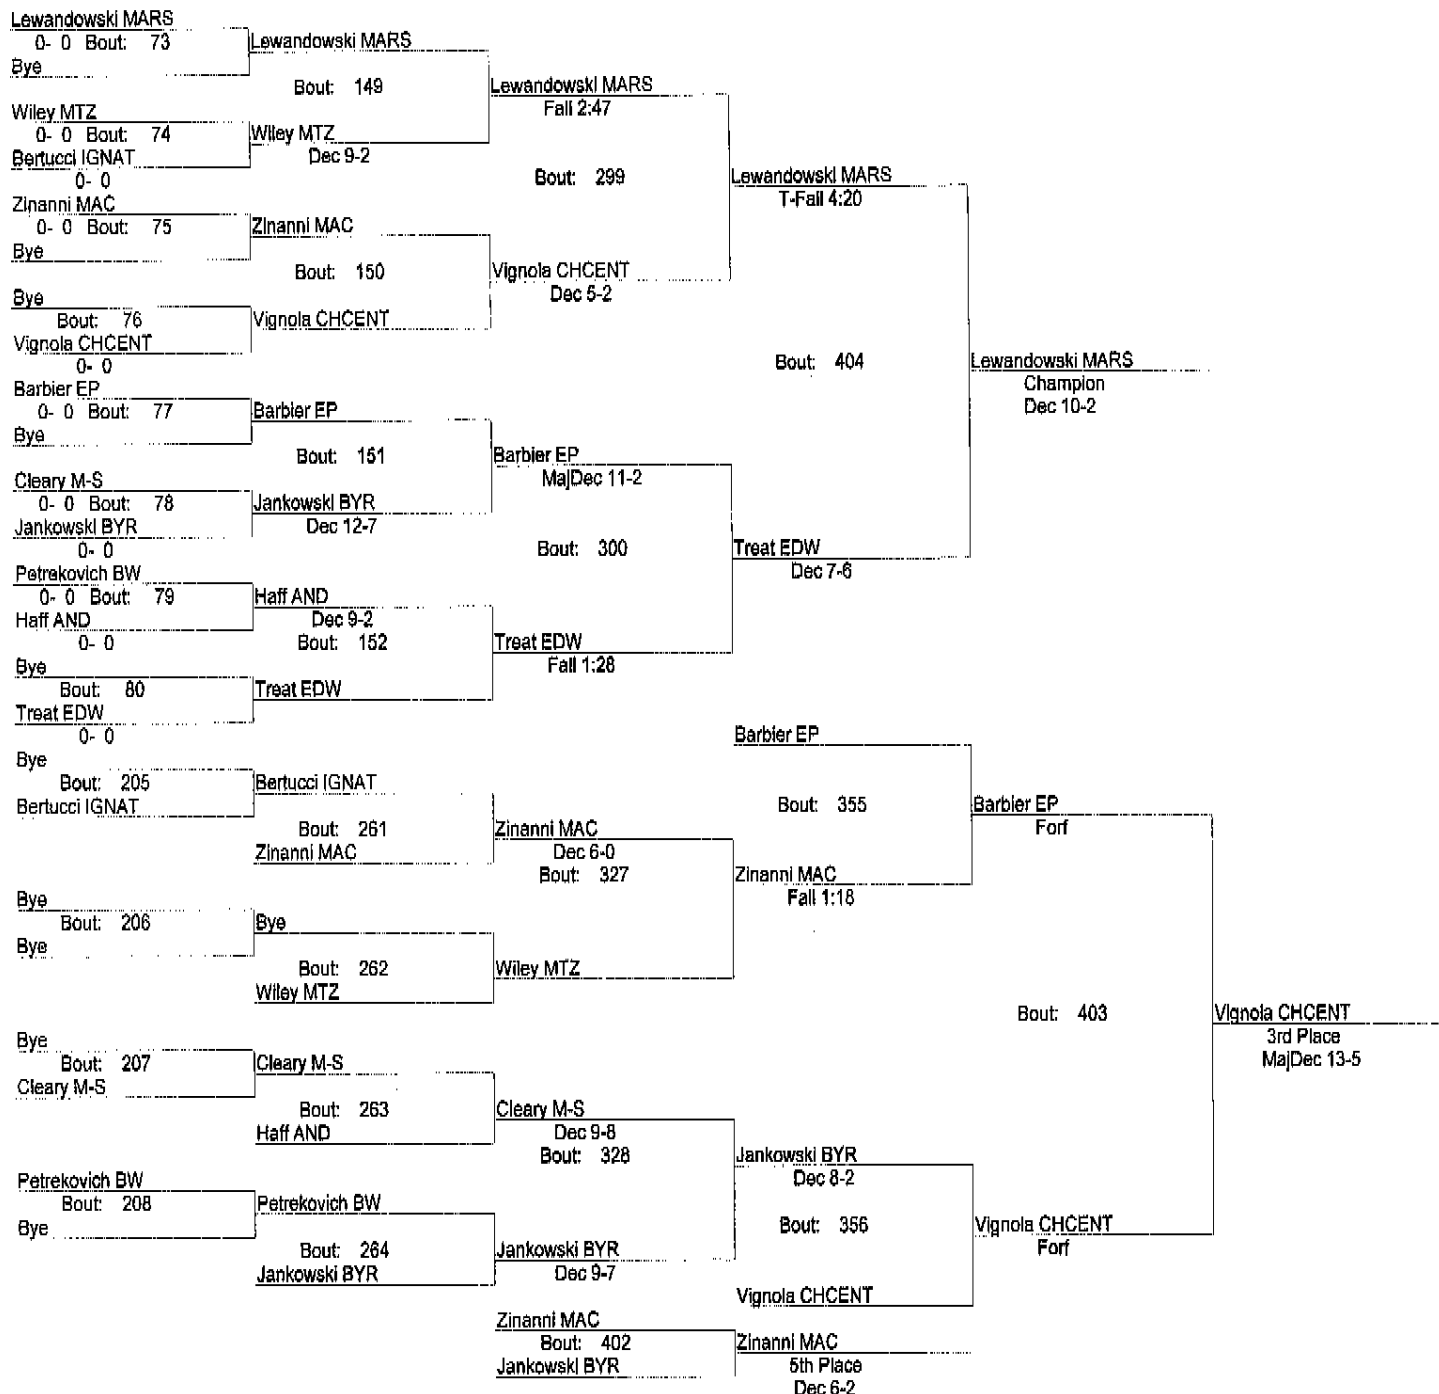 Lewandowski MARS
0- 0 Bout: 73
Bye
Lewandowski MARS
Bout: 149
Wiley MTZ
0- 0 Bout: 74
Bertucci IGNAT
0- 0
Wiley MTZ
Dec 9-2
Lewandowski MARS
Fall 2:47
Bout: 299
Zinanni MAC
0- 0 Bout: 75
Bye
Zinanni MAC
Bout: 150
Bye
Bout: 76
Vignola CHCENT
0- 0
Vignola CHCENT
Vignola CHCENT
Dec 5-2
Lewandowski MARS
T-Fall 4:20
Bout: 404
Barbier EP
0- 0 Bout: 77
Bye
Barbier EP
Bout: 151
Cleary M-S
0- 0 Bout: 78
Jankowski BYR
0- 0
Jankowski BYR
Dec 12-7
Barbier EP
MajDec 11-2
Bout: 300
Petrekovich BW
0- 0 Bout: 79
Haff AND
0- 0
Haff AND
Dec 9-2
Bout: 152
Bye
Bout: 80
Treat EDW
0- 0
Treat EDW
Treat EDW
Fall 1:28
Treat EDW
Dec 7-6
Lewandowski MARS
Champion
Dec 10-2
Bye
Bout: 205
Bertucci IGNAT
Bertucci IGNAT
Bout: 261
Zinanni MAC
Zinanni MAC
Dec 6-0
Bout: 327
Bye
Bout: 206
Bye
Bye
Bout: 262
Wiley MTZ
Wiley MTZ
Barbier EP
Bout: 355
Zinanni MAC
Fall 1:18
Barbier EP
Forf
Bout: 403
Bye
Bout: 207
Cleary M-S
Cleary M-S
Bout: 263
Haff AND
Cleary M-S
Dec 9-8
Bout: 328
Petrekovich BW
Bout: 208
Bye
Petrekovich BW
Bout: 264
Jankowski BYR
Jankowski BYR
Dec 9-7
Jankowski BYR
Dec 8-2
Bout: 356
Vignola CHCENT
Vignola CHCENT
Forf
Vignola CHCENT
3rd Place
MajDec 13-5
Zinanni MAC
Bout: 402
Jankowski BYR
Zinanni MAC
5th Place
Dec 6-2